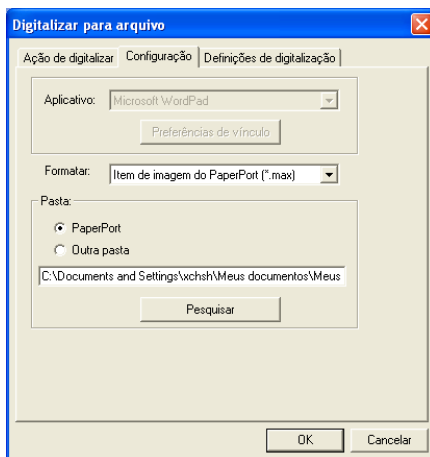 Digitalizar para arquivo
Ação de digitalizar Configuração Definições de digitalização
Aplicativo: Microsoft WordPad
Preferências de vínculo
Formatar: Item de imagem do PaperPort (*.max)
Pasta:
PaperPort
Outra pasta
C:\Documents and Settings\xchsh\Meus documentos\Meus
Pesquisar
OK Cancelar